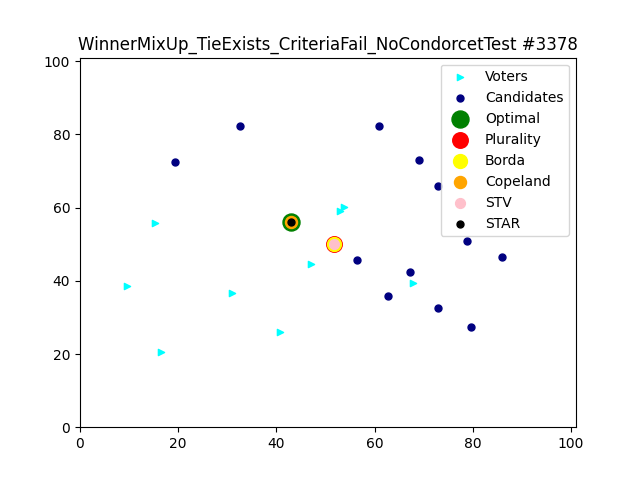 WinnerMixUp_TieExists_CriteriaFail_NoCondorcetTest #3378
100
80
60
40
20
0
0
20
40
60
80
100
Voters
Candidates
Optimal
Plurality
Borda
Copeland
STV
STAR